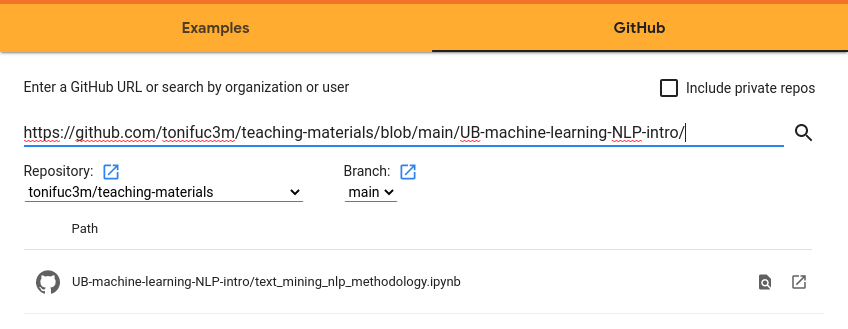 Examples GitHub
Enter a GitHub URL or search by organization or user Include private repos
https://github.com/tonifuc3m/teaching-materials/blob/main/UB-machine-learning-NLP-intro/
Repository: Branch:
tonifuc3m/teaching-materials main
Path
UB-machine-learning-NLP-intro/text_mining_nlp_methodology.ipynb